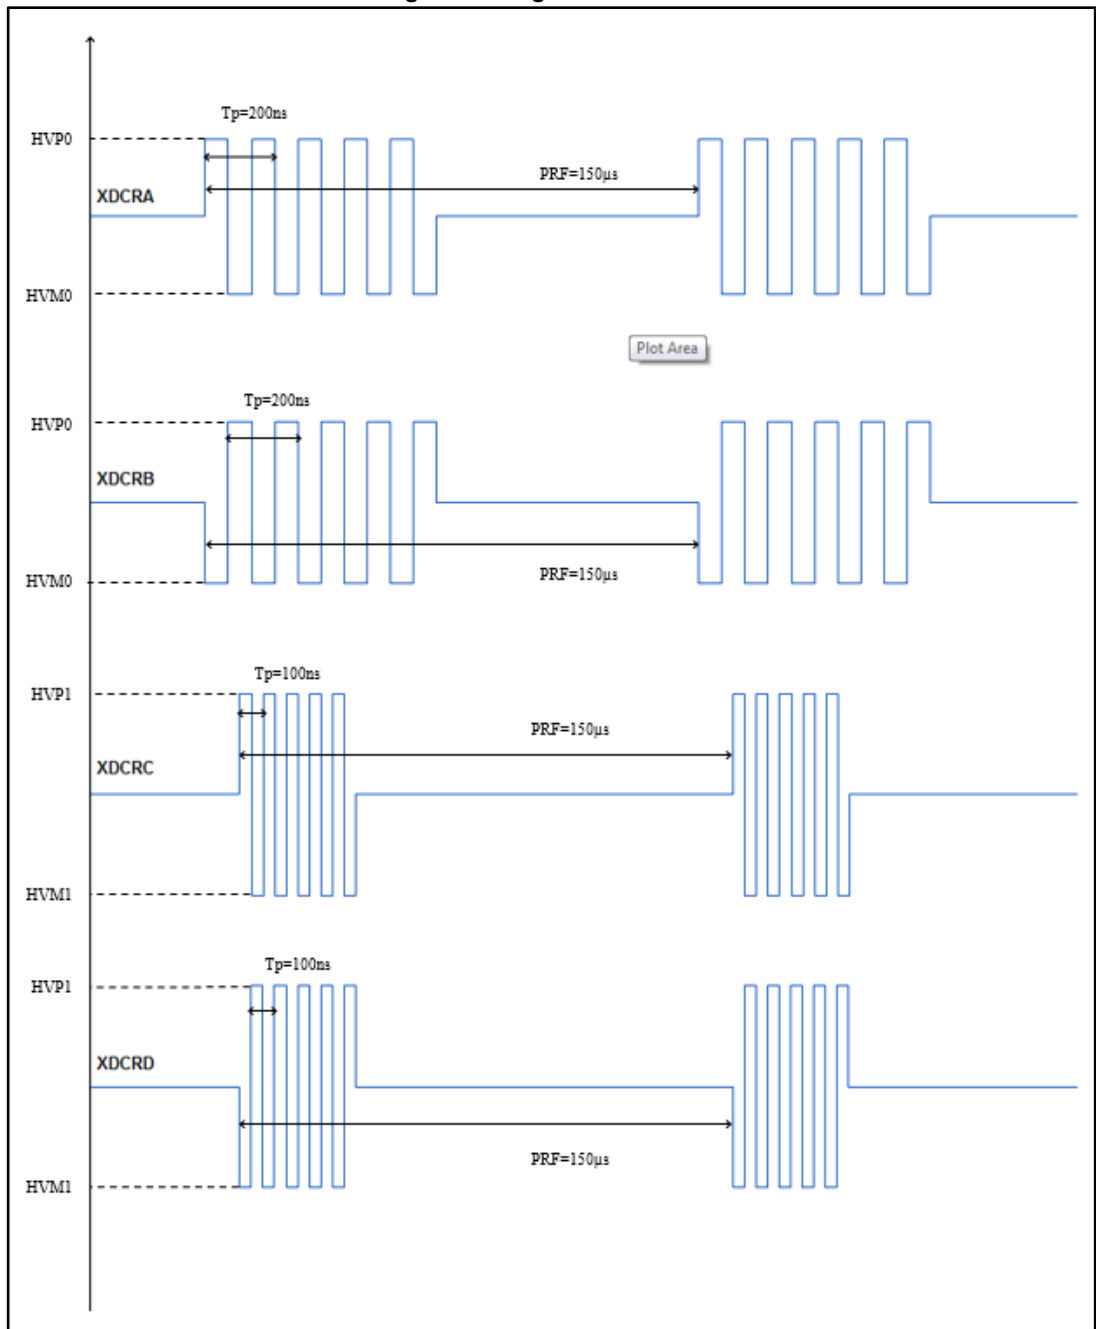 Tp=200ns
HVP0
PRF=150µs
XDCRA
HVM0
Plot Area
Tp=200ns
HVP0
XDCRB
PRF=150µs
HVM0
Tp=100ns
HVP1
PRF=150µs
XDCRC
HVM1
Tp=100ns
HVP1
XDCRD
PRF=150µs
HVM1